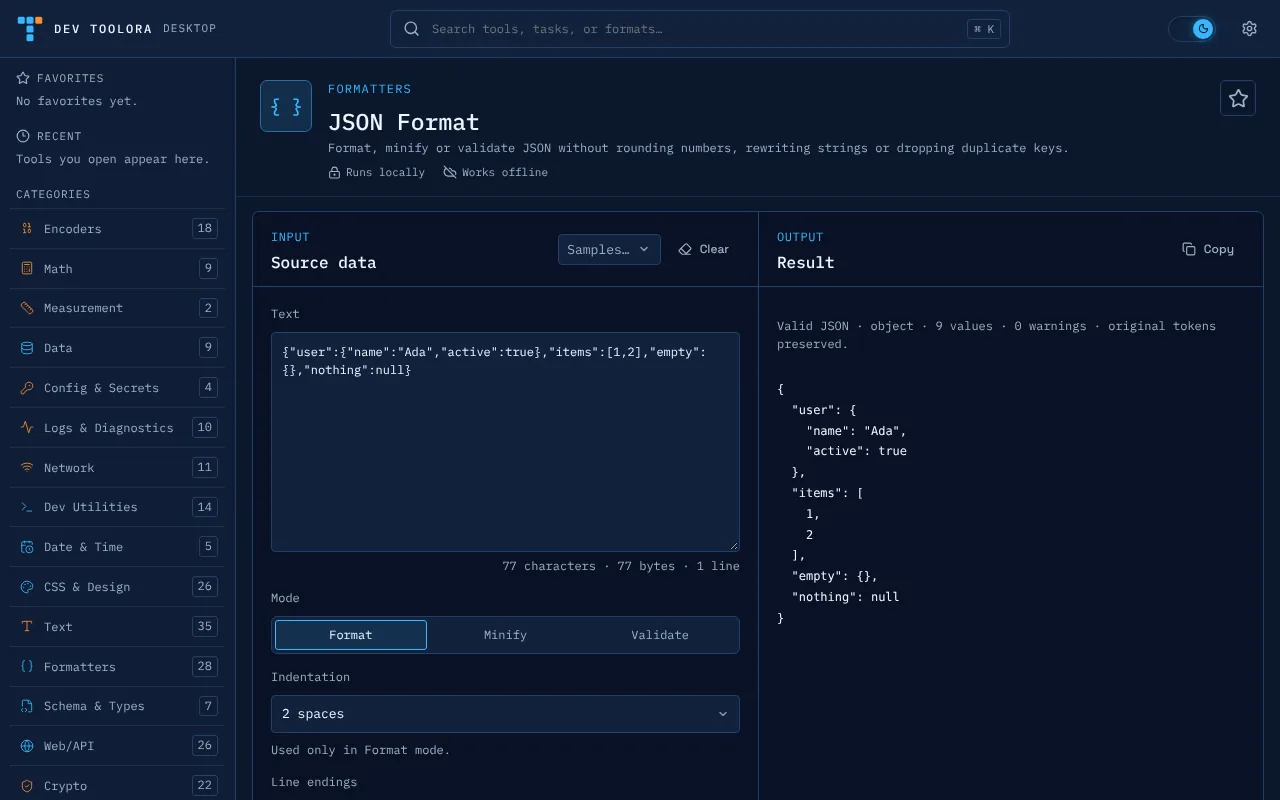 DEV TOOLORA DESKTOP
Search tools, tasks, or formats…
⌘ K
FAVORITES
No favorites yet.
RECENT
Tools you open appear here.
CATEGORIES
Encoders 18
Math 9
Measurement 2
Data 9
Config & Secrets 4
Logs & Diagnostics 10
Network 11
Dev Utilities 14
Date & Time 5
CSS & Design 26
Text 35
Formatters 28
Schema & Types 7
Web/API 26
Crypto 22
{ }
FORMATTERS
JSON Format
Format, minify or validate JSON without rounding numbers, rewriting strings or dropping duplicate keys.
Runs locally
Works offline
INPUT
Source data
Samples…
Clear
Text
{"user":{"name":"Ada","active":true},"items":[1,2],"empty":
{},"nothing":null}
77 characters · 77 bytes · 1 line
Mode
Format
Minify
Validate
Indentation
2 spaces
Used only in Format mode.
Line endings
OUTPUT
Result
Copy
Valid JSON · object · 9 values · 0 warnings · original tokens
preserved.
{
  "user": {
    "name": "Ada",
    "active": true
  },
  "items": [
    1,
    2
  ],
  "empty": {},
  "nothing": null
}